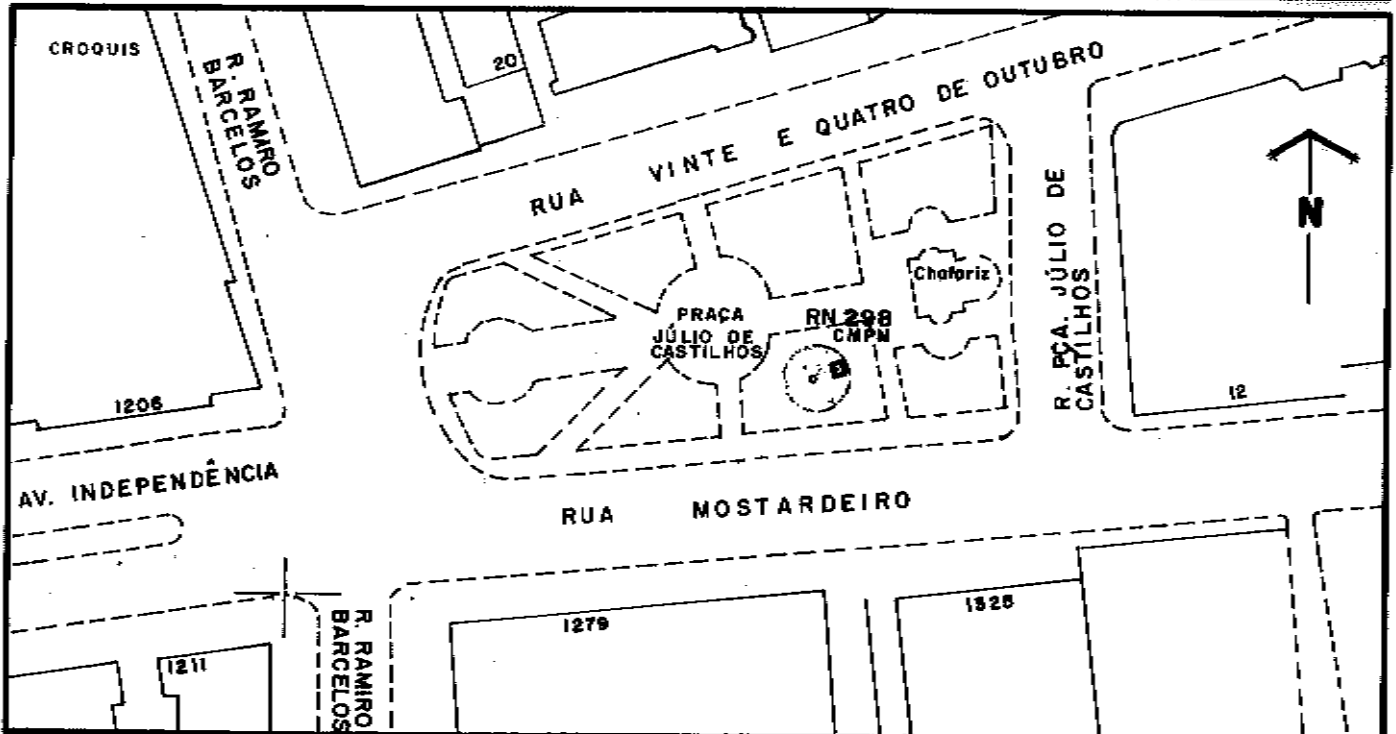 CROQUIS
R. RAMIRO
BARCELOS
20
RUA VINTE E QUATRO DE OUTUBRO
N
R. PÇA. JÚLIO DE
CASTILHOS
Chafariz
PRAÇA
JÚLIO DE
CASTILHOS
RN 298
CMPN
1206
12
AV. INDEPENDÊNCIA
RUA MOSTARDEIRO
R. RAMIRO
BARCELOS
1211
1279
1325